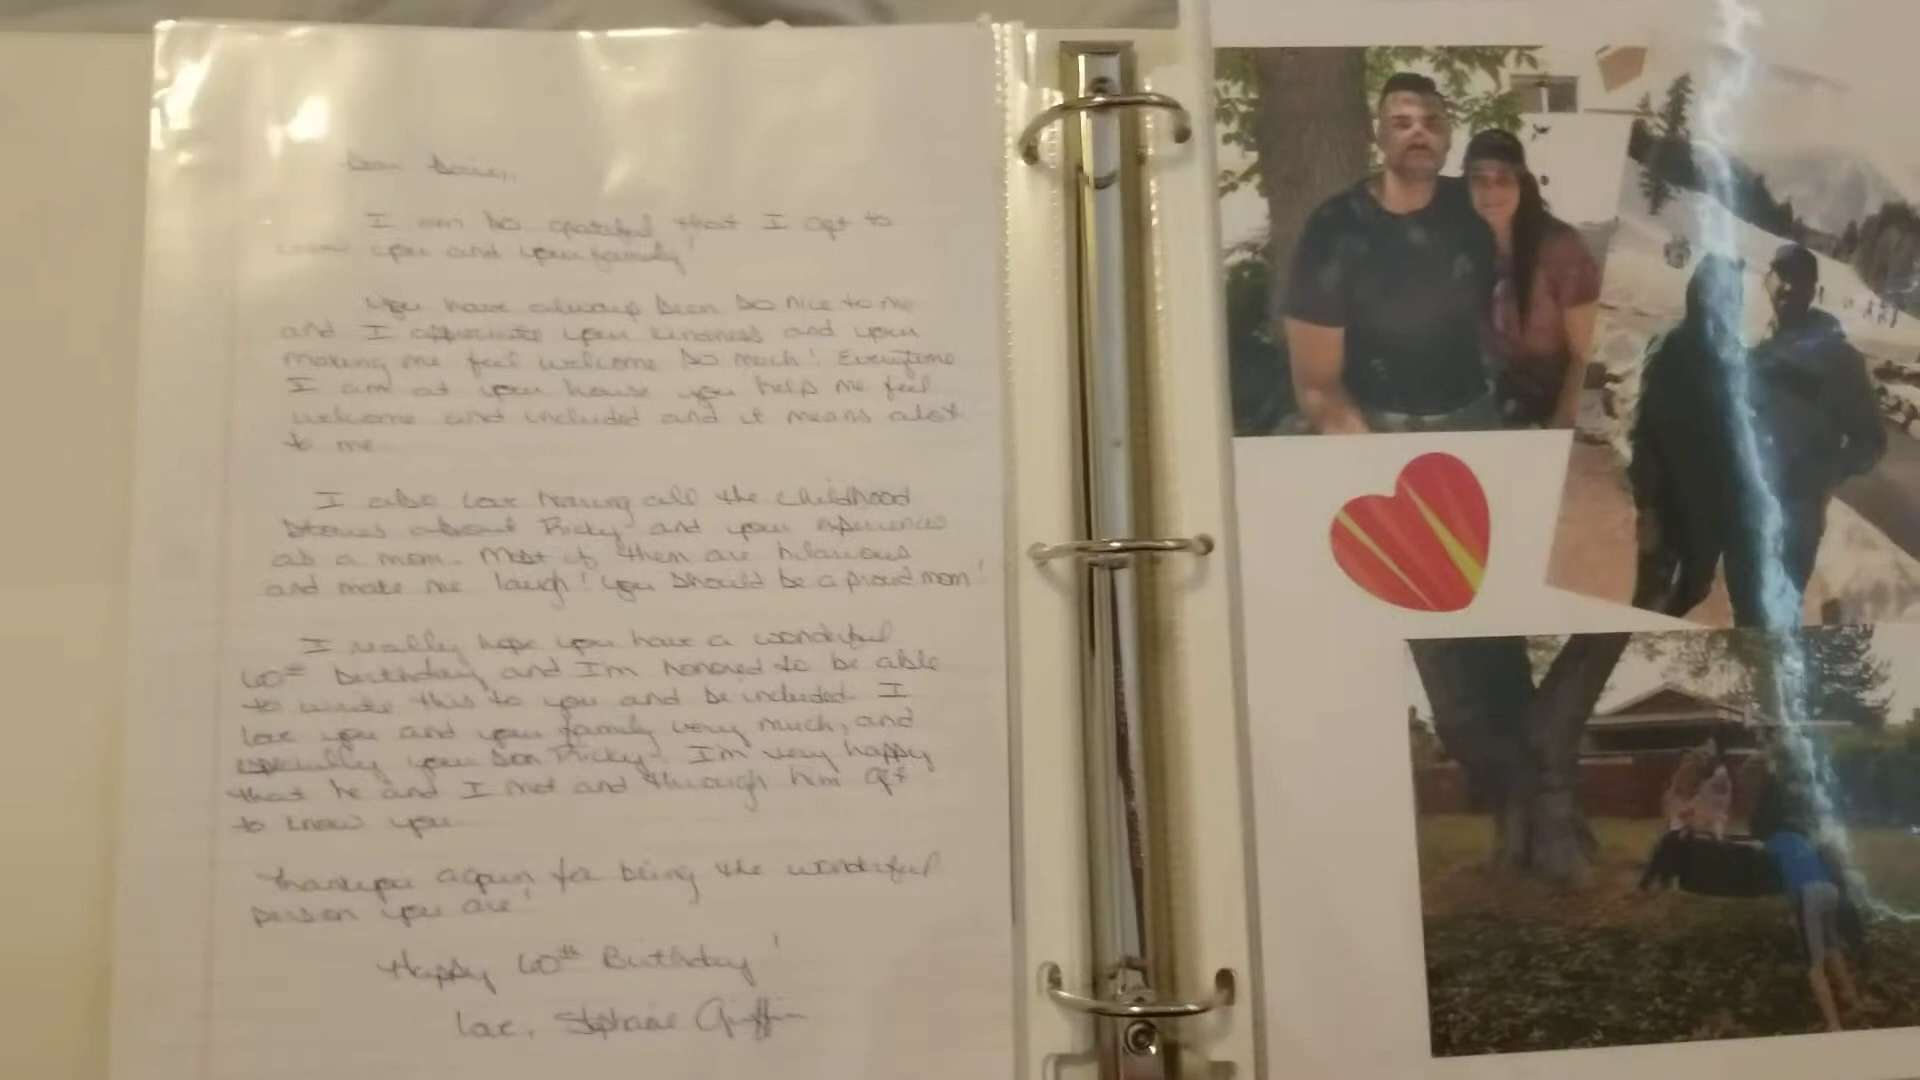 Dear
I am so grateful that I get to
know you and your family!
You have always been so nice to me
and I appreciate your kindness and your
making me feel welcome so much! Everytime
I am at your house you help me feel
welcome and included and it means alot
to me.
I also love hearing all the childhood
stories about Ricky and your experiences
as a mom. Most of them are hilarious
and make me laugh! You should be a proud mom!
I really hope you have a wonderful
60th birthday and I'm honored to be able
to write this to you and be included. I
love you and your family very much, and
especially your son Ricky! I'm very happy
that he and I met and through him get
to know you.
Thankyou again for being the wonderful
person you are!
Happy 60th Birthday!
Love, Stephanie Griffin